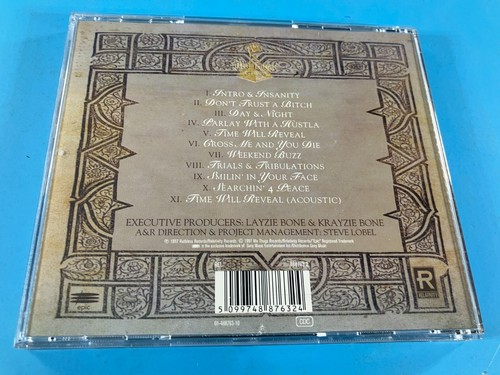 I. Intro & Insanity
II. Don't Trust a Bitch
III. Day & Night
IV. Parlay With a Hustla
V. Time Will Reveal
VI. Cross Me and You Die
VII. Weekend Buzz
VIII. Trials & Tribulations
IX. Smilin' in Your Face
X. Searchin' 4 Peace
XI. Time Will Reveal (Acoustic)
Executive Producers: Layzie Bone & Krayzie Bone
A&R Direction & Project Management: Steve Lobel
5 099748 876324
epic
R
RELATIVITY